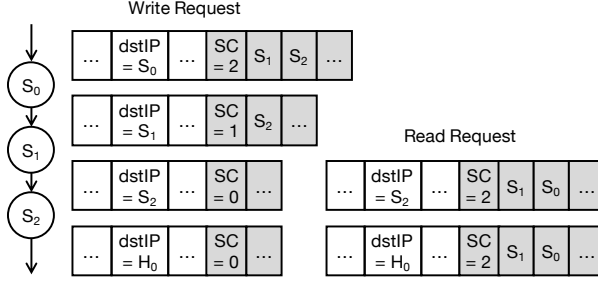 Write Request
... dstIP = S0 ... SC = 2 S1 S2 ...
S0
... dstIP = S1 ... SC = 1 S2 ...
S1
Read Request
... dstIP = S2 ... SC = 0 ...
... dstIP = S2 ... SC = 2 S1 S0 ...
S2
... dstIP = H0 ... SC = 0 ...
... dstIP = H0 ... SC = 2 S1 S0 ...